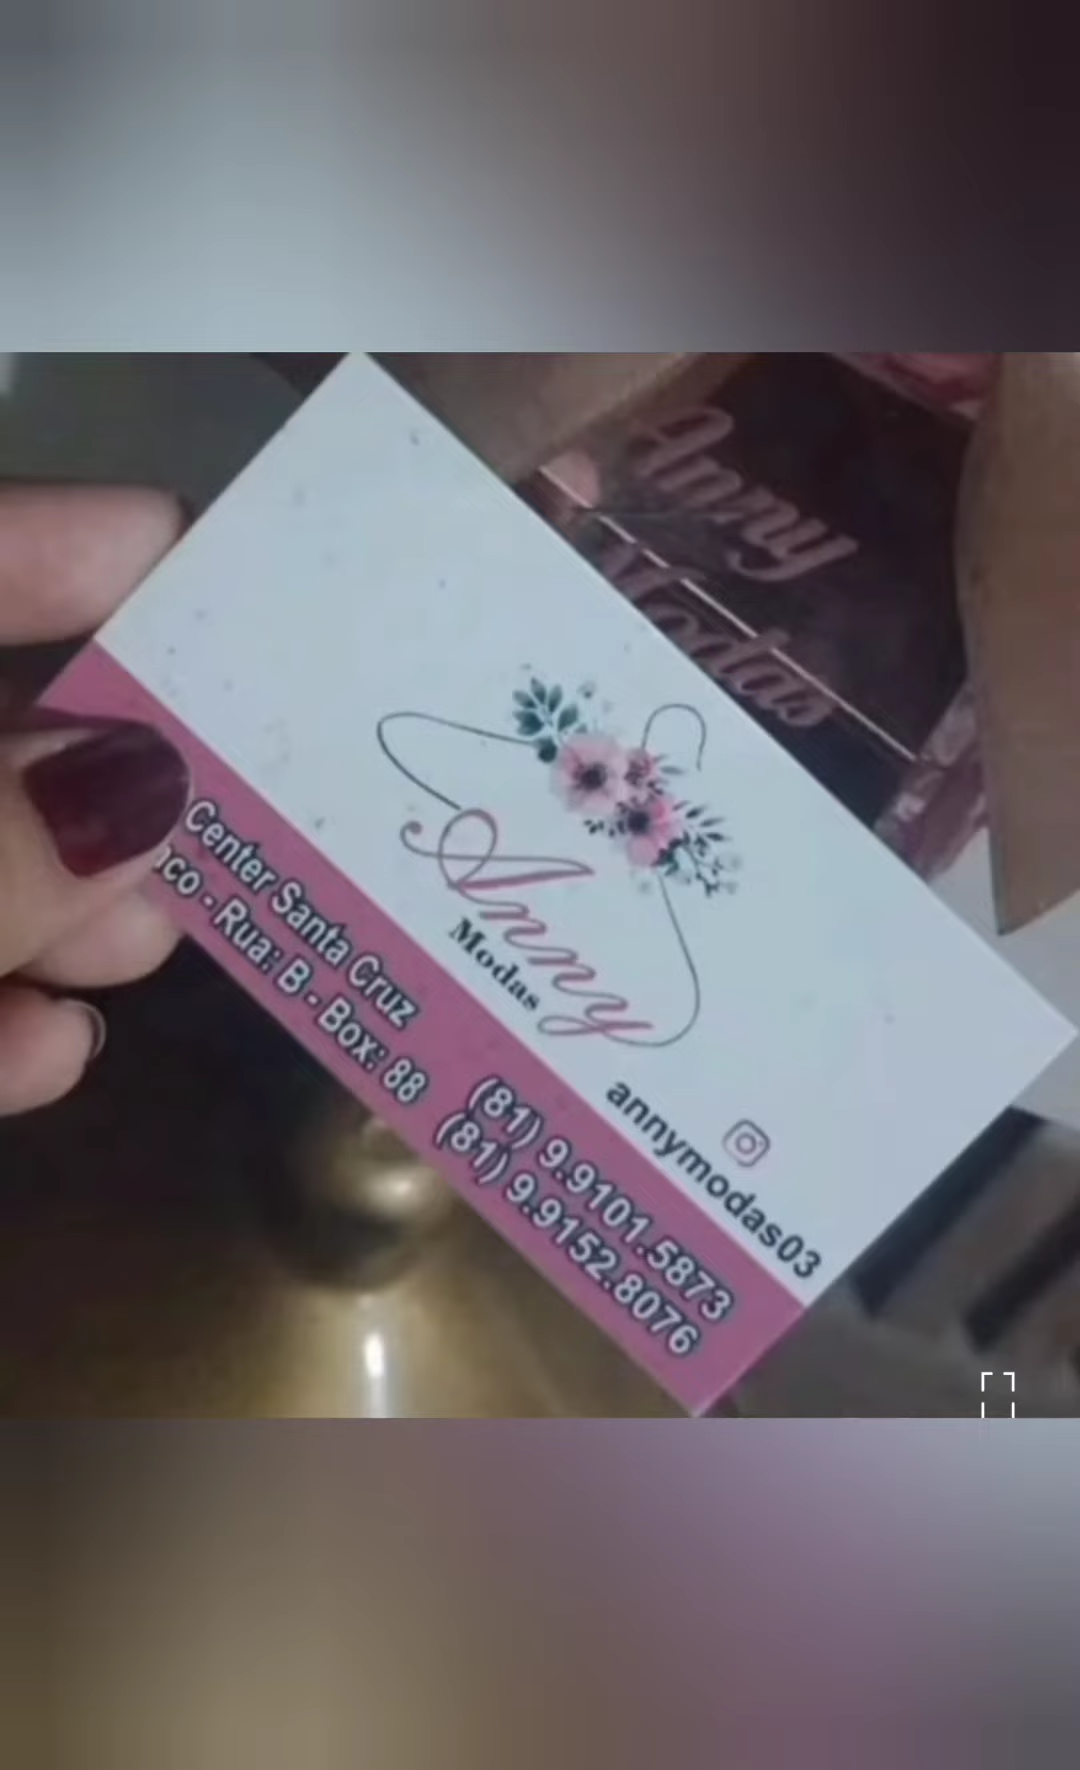 Anny
Modas
Anny
Modas
annymodas03
Center Santa Cruz
- Rua: B - Box: 88
(81) 9.9101.5873
(81) 9.9152.8076